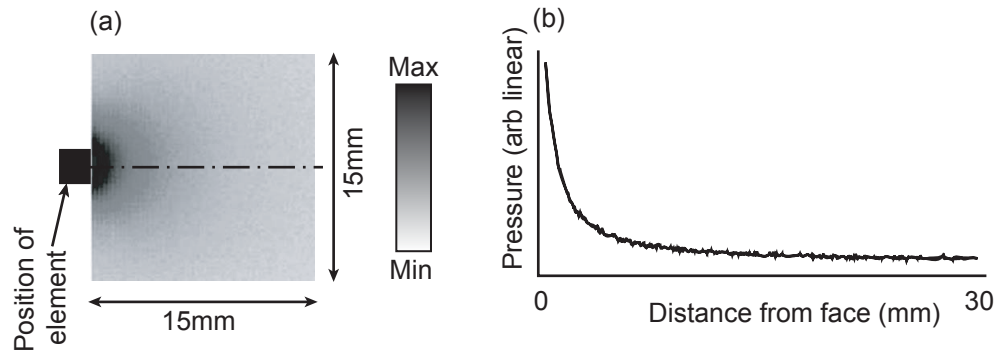 (a)
Max
Min
15mm
15mm
Position of
element
(b)
Pressure (arb linear)
0
30
Distance from face (mm)